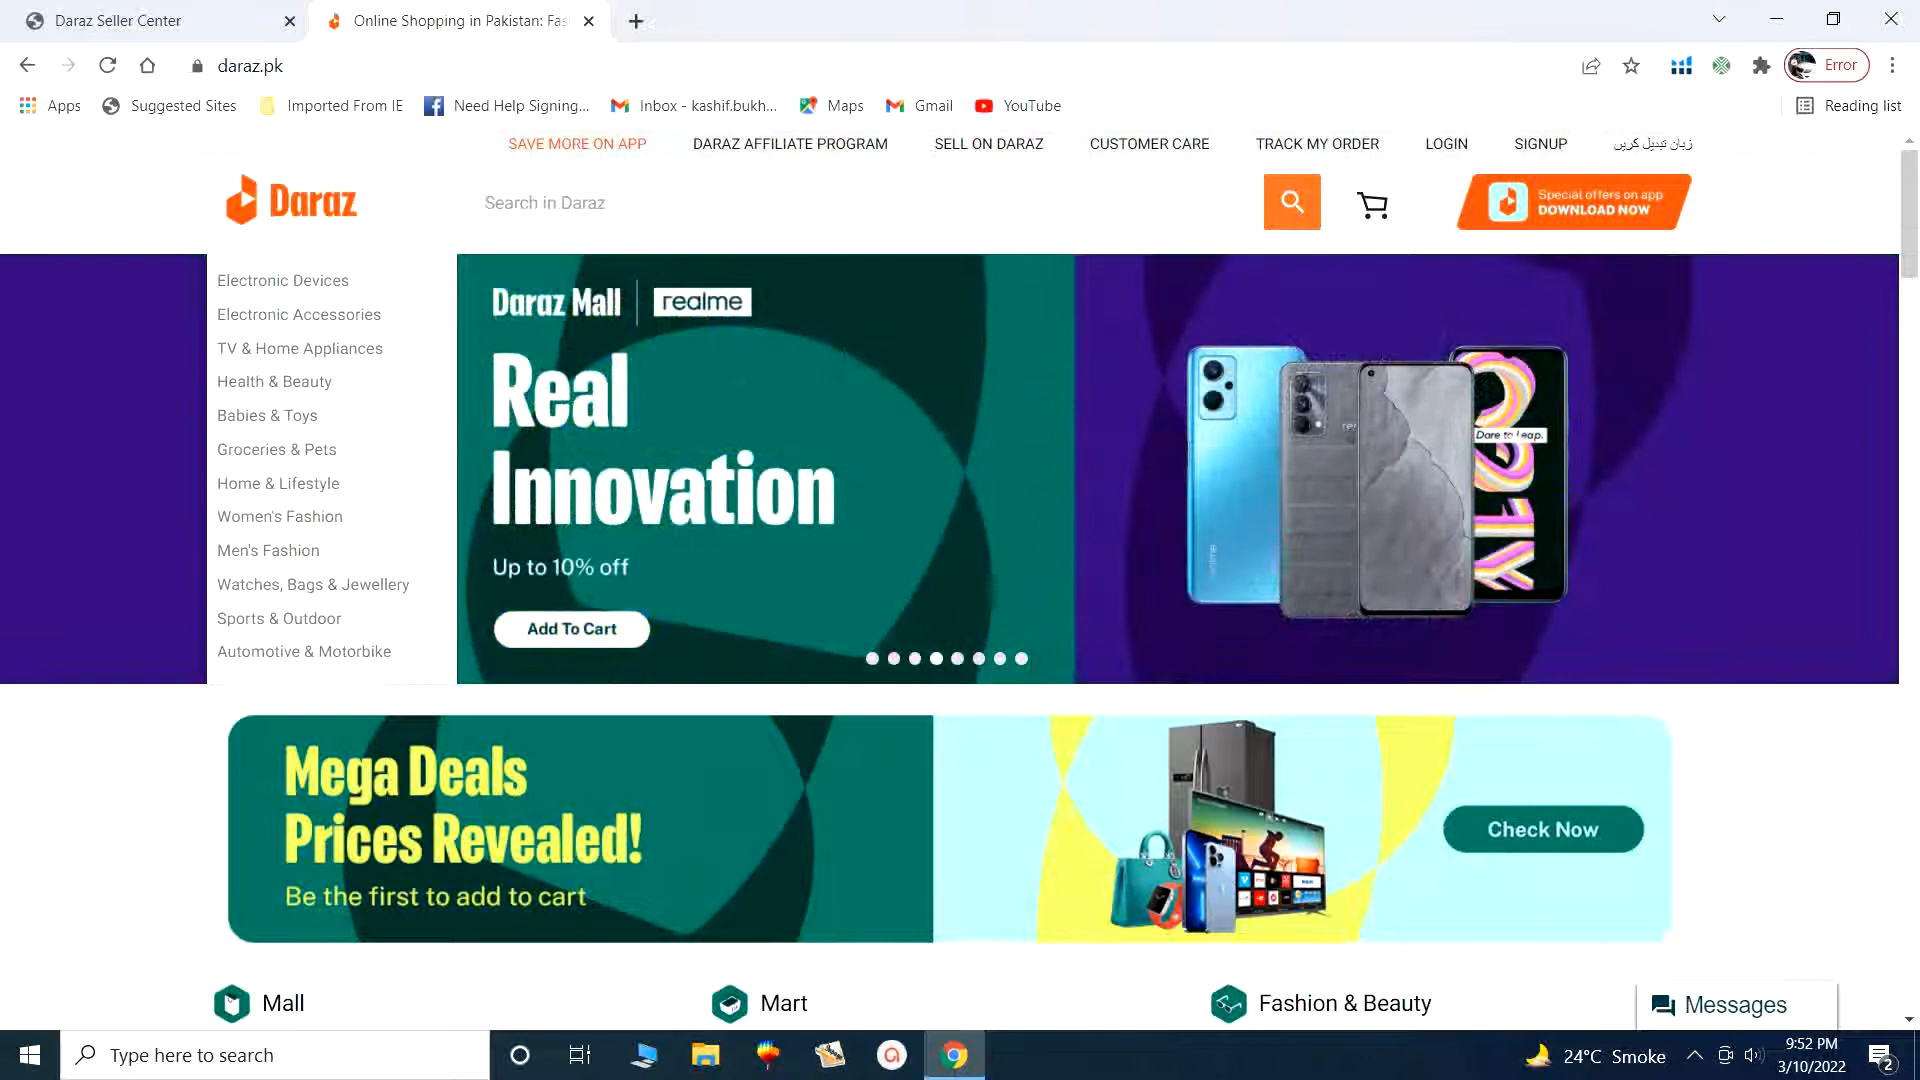 Daraz Seller Center
Online Shopping in Pakistan: Fas
daraz.pk
Error
Apps
Suggested Sites
Imported From IE
Need Help Signing...
Inbox - kashif.bukh...
Maps
Gmail
YouTube
Reading list
SAVE MORE ON APP
DARAZ AFFILIATE PROGRAM
SELL ON DARAZ
CUSTOMER CARE
TRACK MY ORDER
LOGIN
SIGNUP
زبان تبدیل کریں
Daraz
Search in Daraz
Special offers on app
DOWNLOAD NOW
Electronic Devices
Electronic Accessories
TV & Home Appliances
Health & Beauty
Babies & Toys
Groceries & Pets
Home & Lifestyle
Women's Fashion
Men's Fashion
Watches, Bags & Jewellery
Sports & Outdoor
Automotive & Motorbike
Daraz Mall
realme
Real
Innovation
Up to 10% off
Add To Cart
Dare to Leap.
realme
Mega Deals
Prices Revealed!
Be the first to add to cart
Check Now
Mall
Mart
Fashion & Beauty
Messages
Type here to search
24°C Smoke
9:52 PM
3/10/2022
2